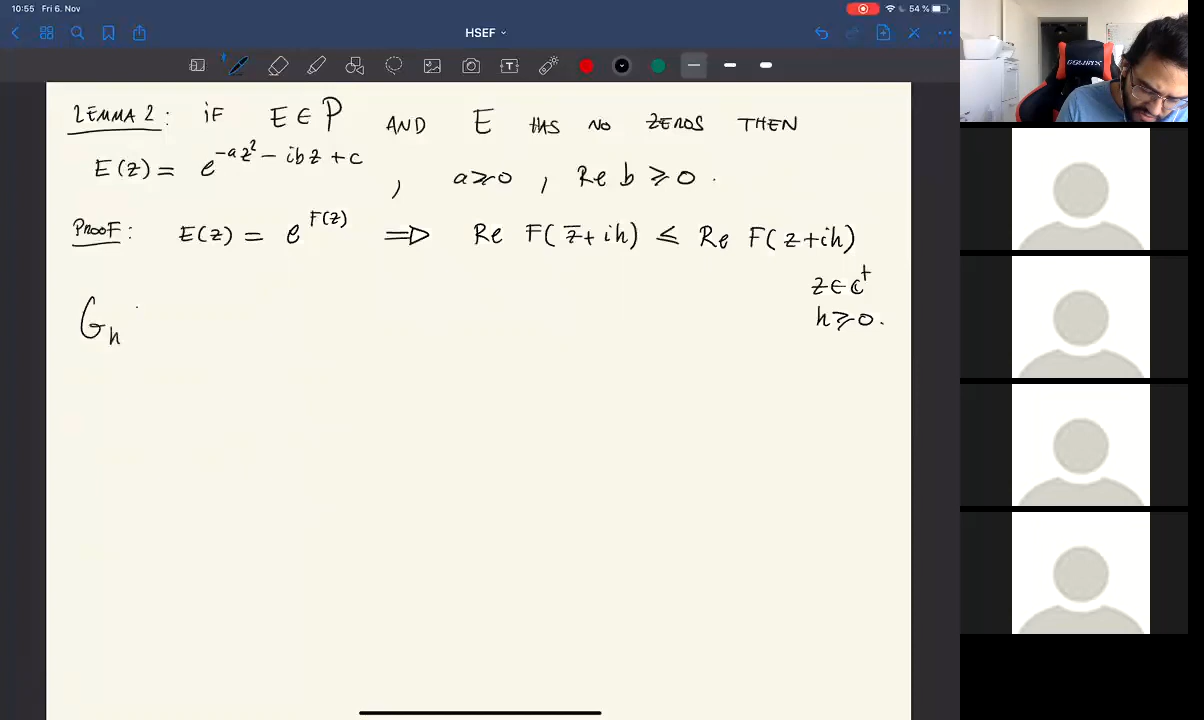 10:55 Fri 6. Nov
54 %
HSEF
LEMMA 2: IF E ∈ P AND E HAS NO ZEROS THEN
E(z) = e^{-az² - ibz + c}, a ≥ 0, Re b ≥ 0.
PROOF: E(z) = e^{F(z)} ⟹ Re F(z̄+ih) ≤ Re F(z+ih)
z ∈ ℂ⁺
h ≥ 0.
G_h